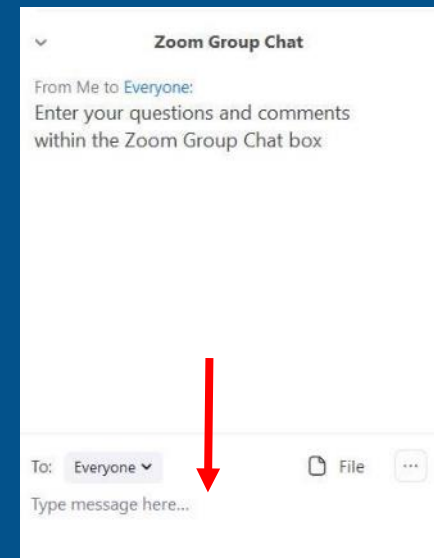 Zoom Group Chat
From Me to Everyone:
Enter your questions and comments
within the Zoom Group Chat box
To: Everyone File ...
Type message here...